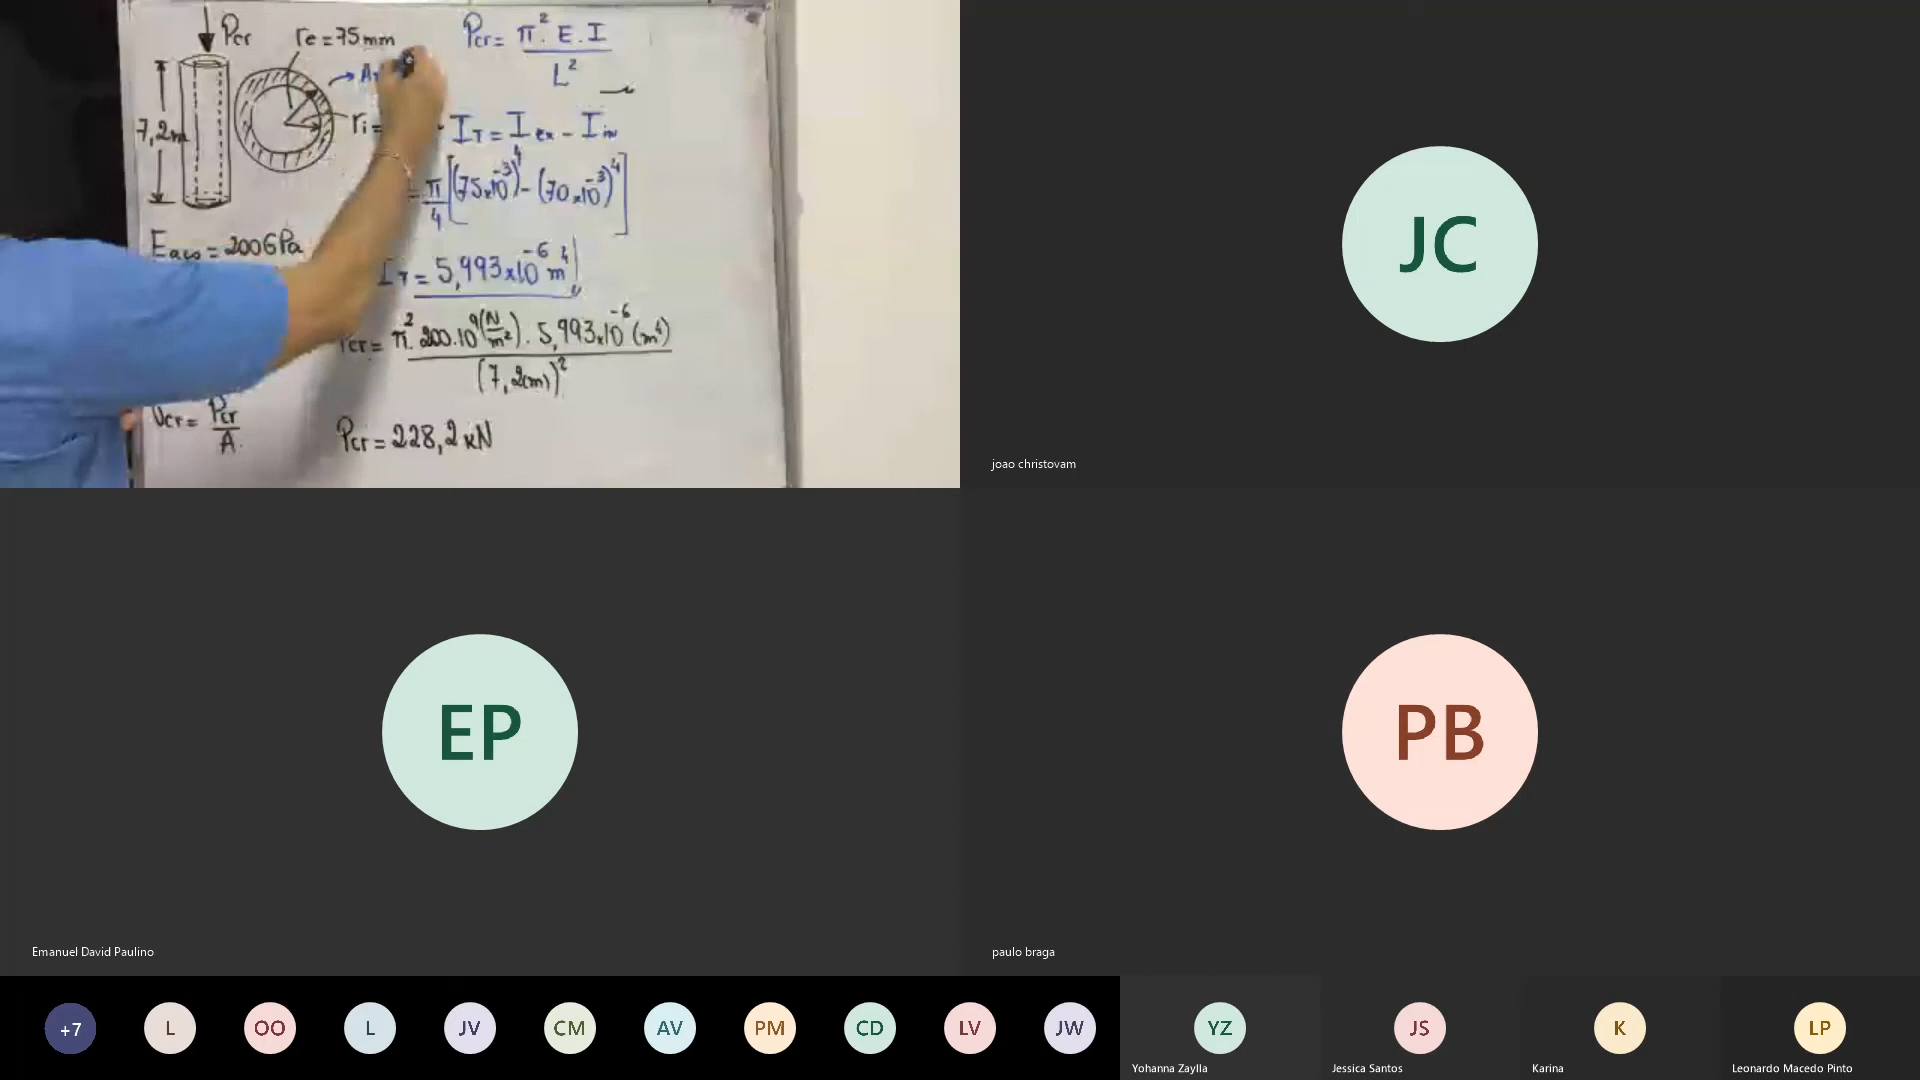 Pcr
re = 75mm
Pcr = π². E. I
L²
7,2m
ri =
IT = Iex - Iin
= π/4 [(75x10⁻³)⁴ - (70x10⁻³)⁴]
Eaço = 200GPa
IT = 5,993x10⁻⁶ m⁴
Pcr = π². 200.10⁹(N/m²). 5,993x10⁻⁶ (m⁴)
(7,2(m))²
σcr = Pcr
A
Pcr = 228,2 kN
JC
joao christovam
EP
Emanuel David Paulino
PB
paulo braga
+7
L
OO
L
JV
CM
AV
PM
CD
LV
JW
YZ
Yohanna Zaylla
JS
Jessica Santos
K
Karina
LP
Leonardo Macedo Pinto